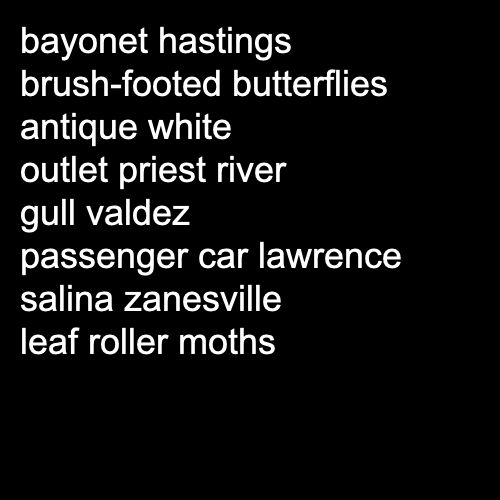 bayonet hastings
brush-footed butterflies
antique white
outlet priest river
gull valdez
passenger car lawrence
salina zanesville
leaf roller moths